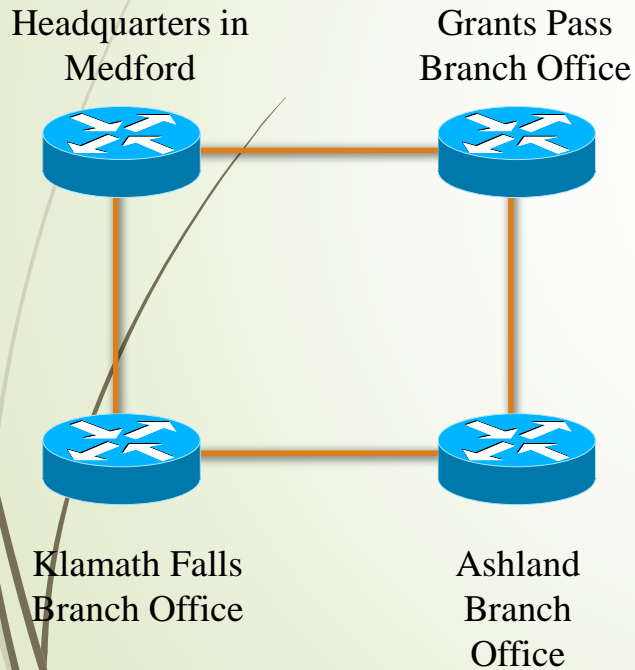 Headquarters in
Medford
Grants Pass
Branch Office
Klamath Falls
Branch Office
Ashland
Branch
Office